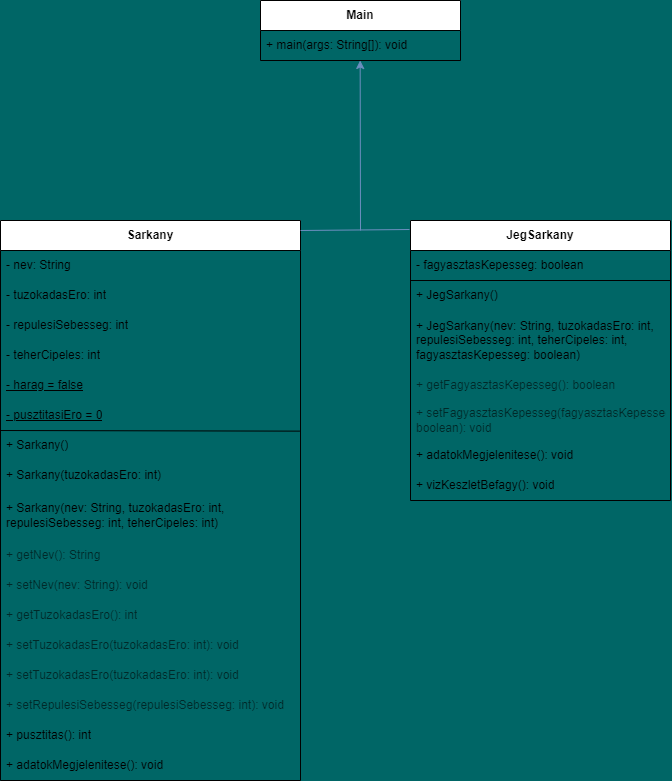 Main
+ main(args: String[]): void
Sarkany
- nev: String
- tuzokadasEro: int
- repulesiSebesseg: int
- teherCipeles: int
- harag = false
- pusztitasiEro = 0
+ Sarkany()
+ Sarkany(tuzokadasEro: int)
+ Sarkany(nev: String, tuzokadasEro: int,
repulesiSebesseg: int, teherCipeles: int)
+ getNev(): String
+ setNev(nev: String): void
+ getTuzokadasEro(): int
+ setTuzokadasEro(tuzokadasEro: int): void
+ setTuzokadasEro(tuzokadasEro: int): void
+ setRepulesiSebesseg(repulesiSebesseg: int): void
+ pusztitas(): int
+ adatokMegjelenitese(): void
JegSarkany
- fagyasztasKepesseg: boolean
+ JegSarkany()
+ JegSarkany(nev: String, tuzokadasEro: int,
repulesiSebesseg: int, teherCipeles: int,
fagyasztasKepesseg: boolean)
+ getFagyasztasKepesseg(): boolean
+ setFagyasztasKepesseg(fagyasztasKepesse
boolean): void
+ adatokMegjelenitese(): void
+ vizKeszletBefagy(): void